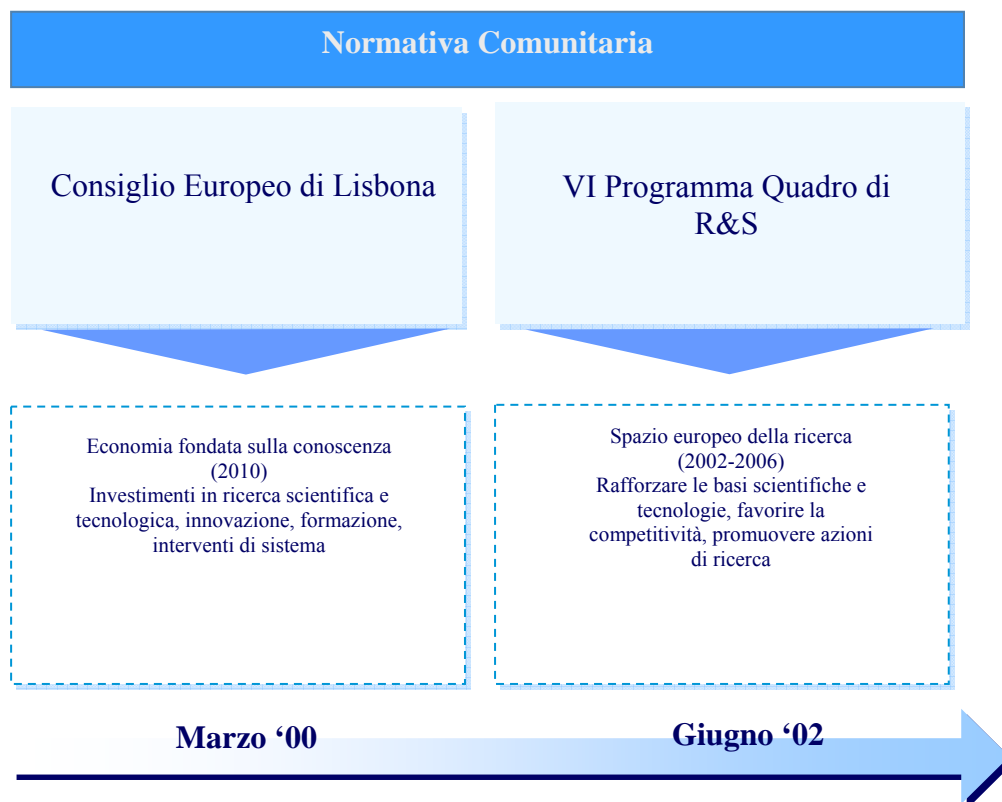 Normativa Comunitaria
Consiglio Europeo di Lisbona
VI Programma Quadro di
R&S
Economia fondata sulla conoscenza
(2010)
Investimenti in ricerca scientifica e
tecnologica, innovazione, formazione,
interventi di sistema
Spazio europeo della ricerca
(2002-2006)
Rafforzare le basi scientifiche e
tecnologie, favorire la
competitività, promuovere azioni
di ricerca
Marzo ‘00
Giugno ‘02